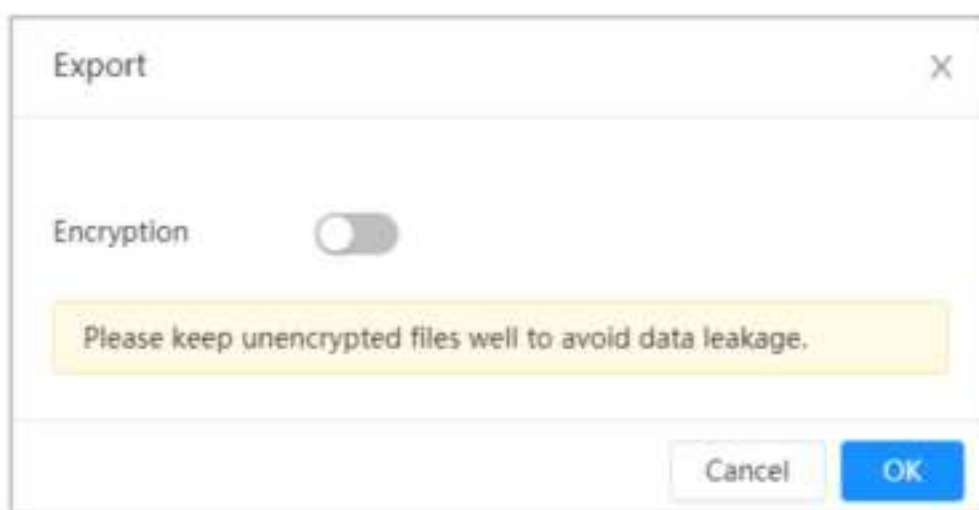 Export
Encryption
Please keep unencrypted files well to avoid data leakage.
Cancel OK